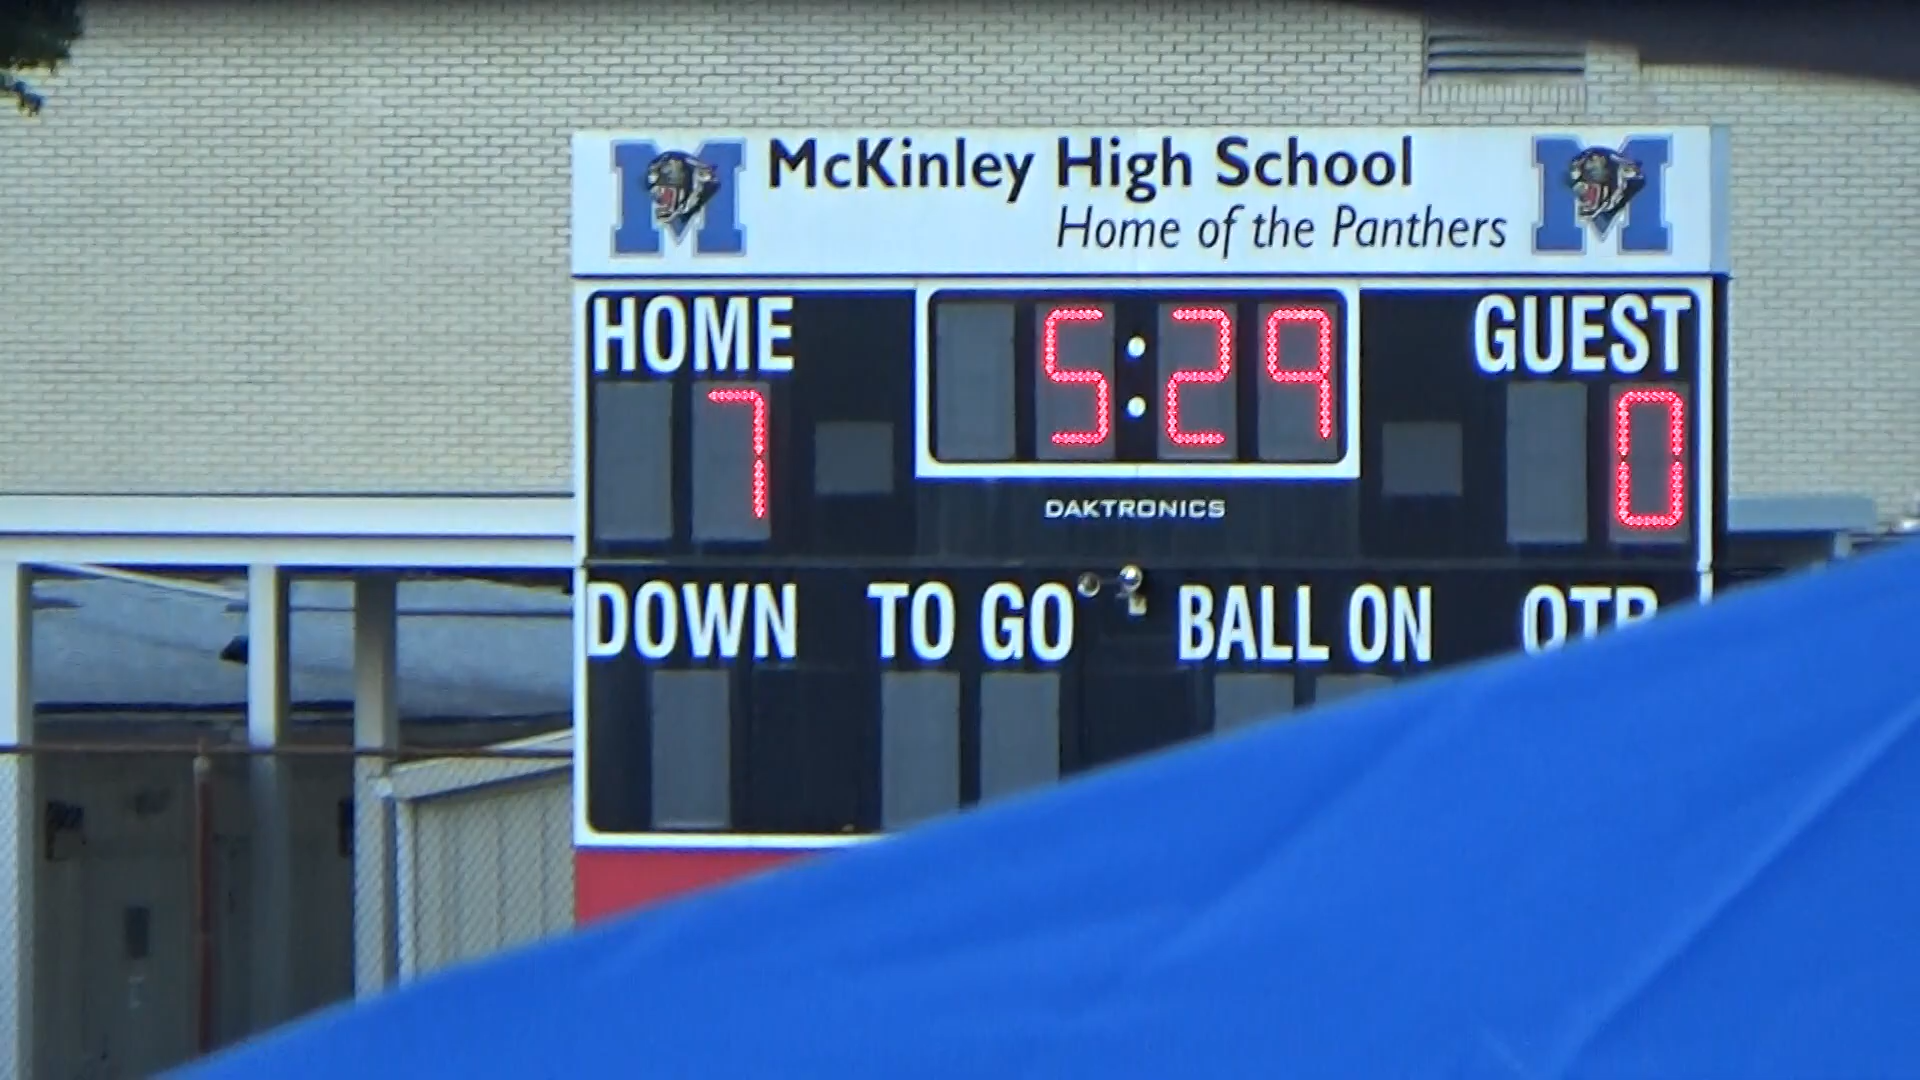 M McKinley High School M
Home of the Panthers
HOME 5:29 GUEST
7 0
DAKTRONICS
DOWN TO GO BALL ON QTR